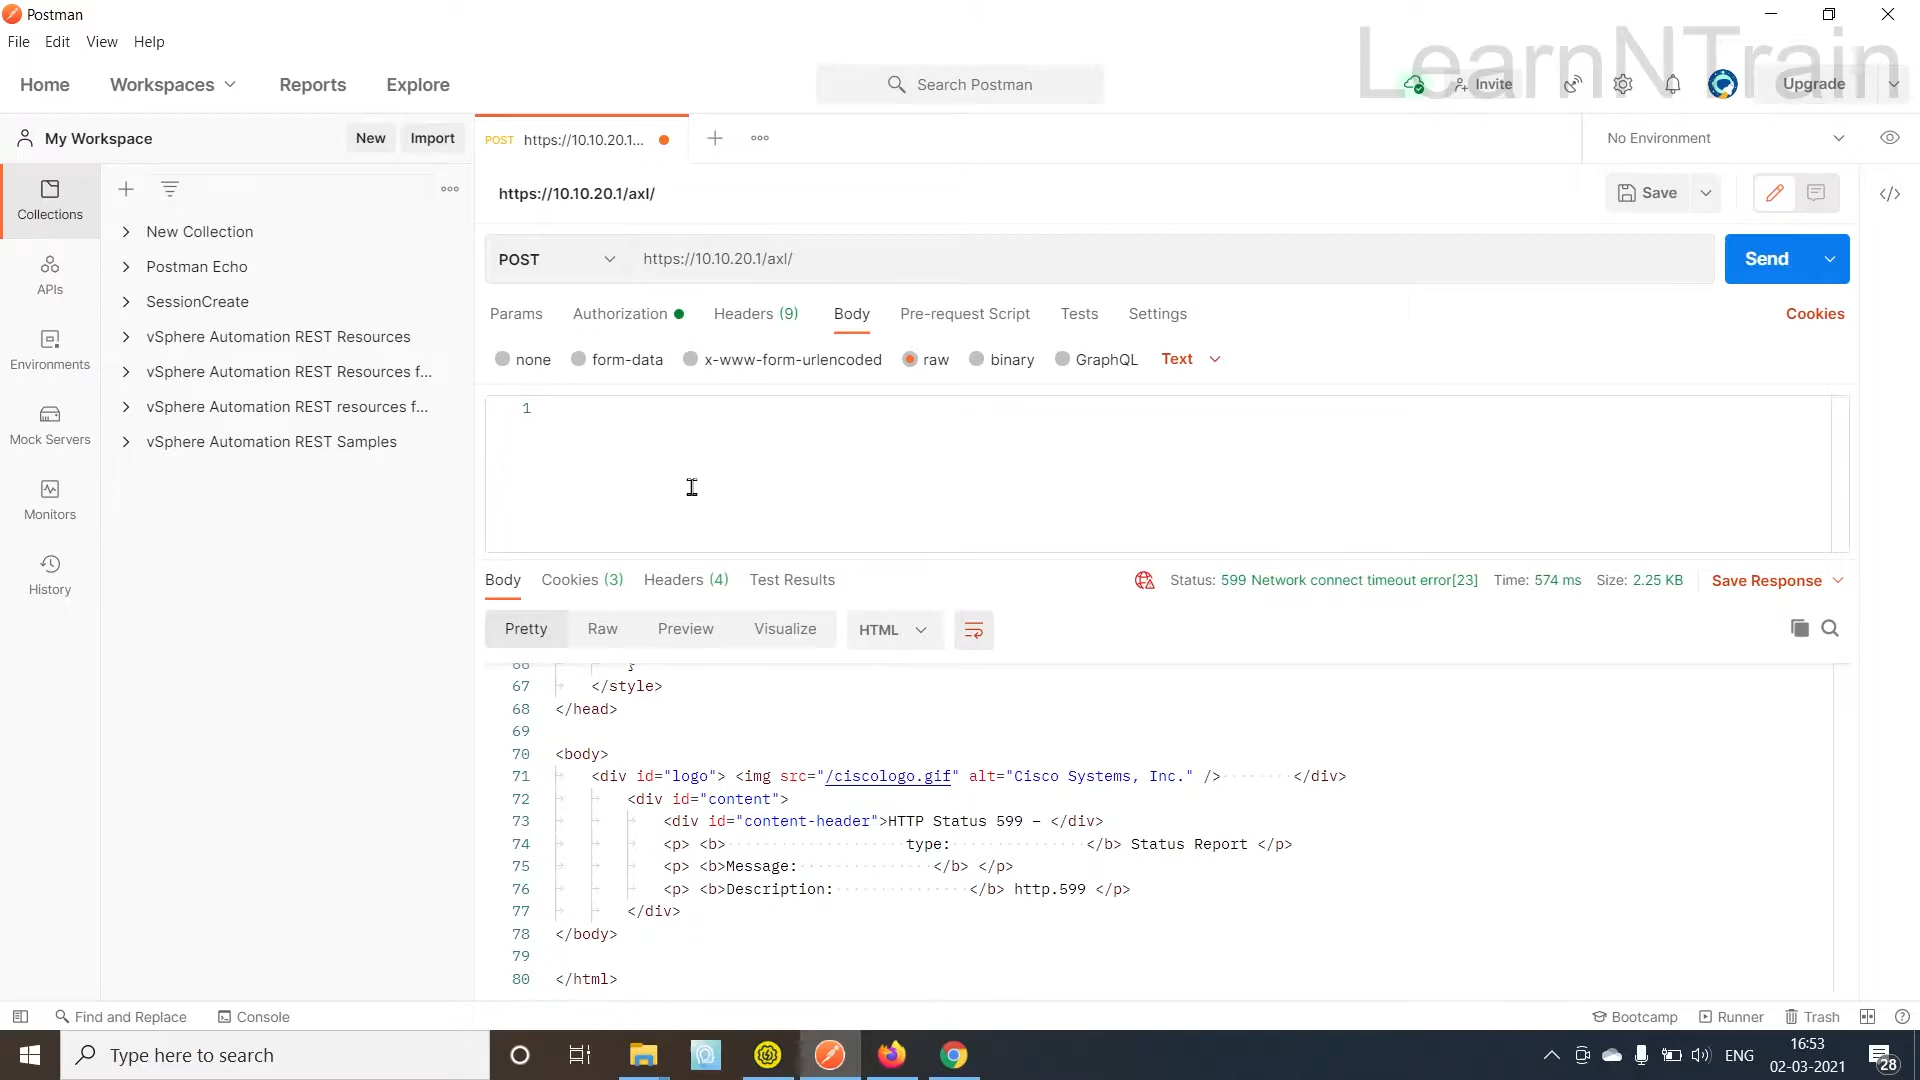 Postman
File Edit View Help
LearnNTrain
Home Workspaces Reports Explore Search Postman Invite Upgrade
My Workspace New Import POST https://10.10.20.1... No Environment
Collections
APIs
Environments
Mock Servers
Monitors
History
New Collection
Postman Echo
SessionCreate
vSphere Automation REST Resources
vSphere Automation REST Resources f...
vSphere Automation REST resources f...
vSphere Automation REST Samples
https://10.10.20.1/axl/ Save
POST https://10.10.20.1/axl/ Send
Params Authorization Headers (9) Body Pre-request Script Tests Settings Cookies
none form-data x-www-form-urlencoded raw binary GraphQL Text
1
Body Cookies (3) Headers (4) Test Results Status: 599 Network connect timeout error[23] Time: 574 ms Size: 2.25 KB Save Response
Pretty Raw Preview Visualize HTML
66 }
67 </style>
68 </head>
69
70 <body>
71 <div id="logo"> <img src="/ciscologo.gif" alt="Cisco Systems, Inc." /> </div>
72 <div id="content">
73 <div id="content-header">HTTP Status 599 – </div>
74 <p> <b> type: </b> Status Report </p>
75 <p> <b>Message: </b> </p>
76 <p> <b>Description: </b> http.599 </p>
77 </div>
78 </body>
79
80 </html>
Find and Replace Console Bootcamp Runner Trash
Type here to search ENG 16:53
02-03-2021 28